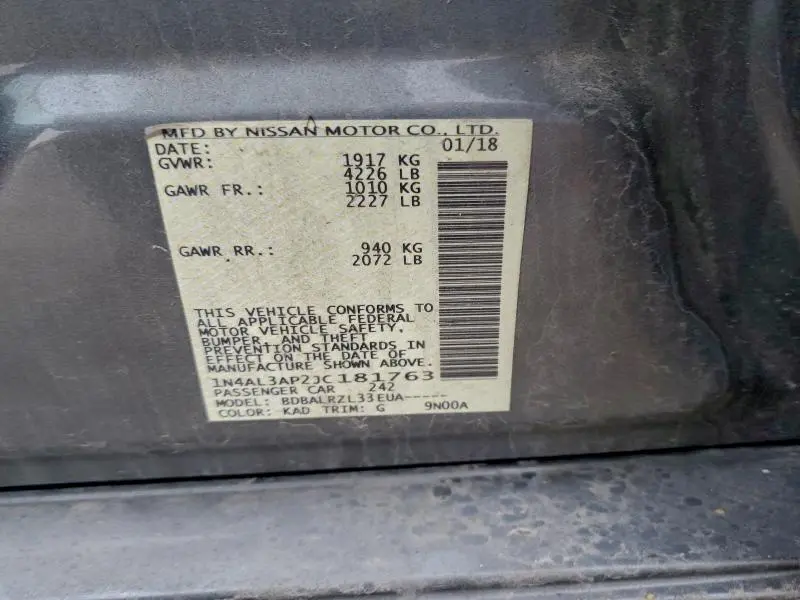 MFD BY NISSAN MOTOR CO., LTD.
DATE: 01/18
GVWR: 1917 KG
4226 LB
GAWR FR.: 1010 KG
2227 LB
GAWR RR.: 940 KG
2072 LB
THIS VEHICLE CONFORMS TO
ALL APPLICABLE FEDERAL
MOTOR VEHICLE SAFETY,
BUMPER, AND THEFT
PREVENTION STANDARDS IN
EFFECT ON THE DATE OF
MANUFACTURE SHOWN ABOVE.
1N4AL3AP2JC181763
PASSENGER CAR 242
MODEL: BDBALRZL33EUA-----
COLOR: KAD TRIM: G 9N00A